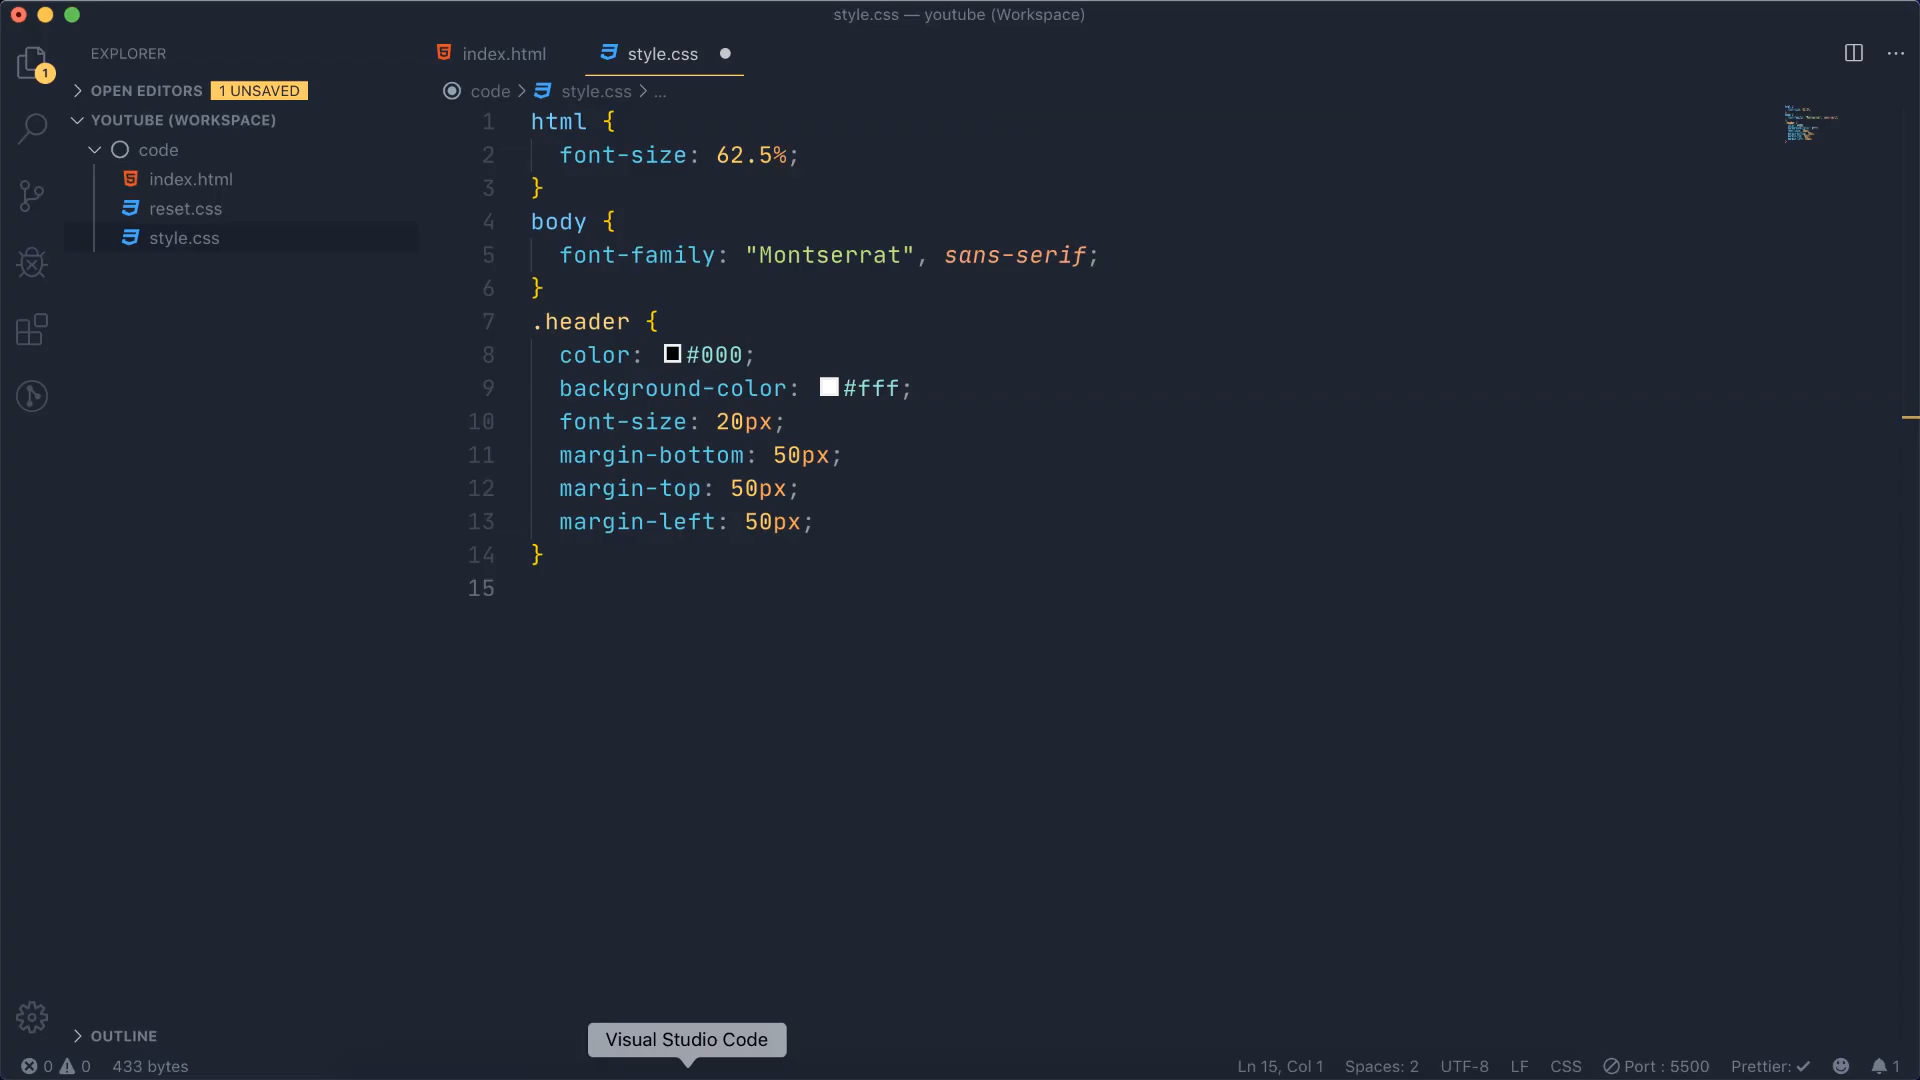 style.css — youtube (Workspace)
EXPLORER
index.html
style.css
1
OPEN EDITORS 1 UNSAVED
code > style.css > ...
YOUTUBE (WORKSPACE)
code
index.html
reset.css
style.css
1 html {
2 font-size: 62.5%;
3 }
4 body {
5 font-family: "Montserrat", sans-serif;
6 }
7 .header {
8 color: #000;
9 background-color: #fff;
10 font-size: 20px;
11 margin-bottom: 50px;
12 margin-top: 50px;
13 margin-left: 50px;
14 }
15
OUTLINE
Visual Studio Code
0 0 433 bytes
Ln 15, Col 1 Spaces: 2 UTF-8 LF CSS Port : 5500 Prettier: ✓ 1